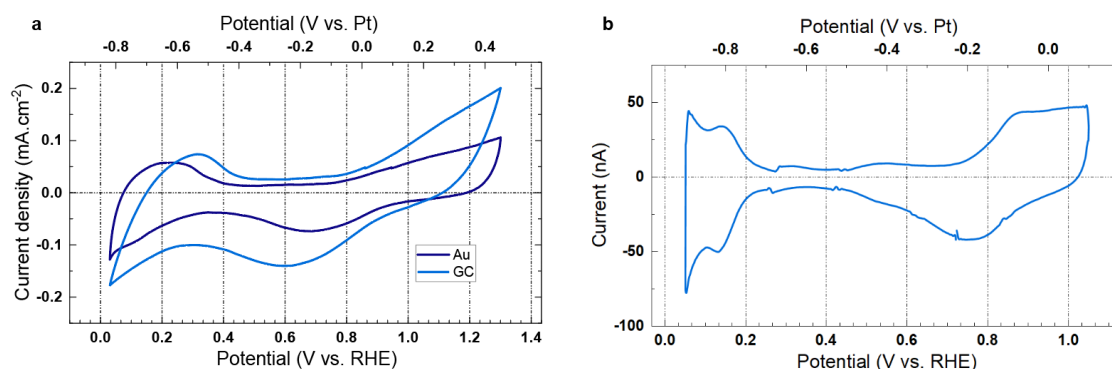 a
Potential (V vs. Pt)
-0.8 -0.6 -0.4 -0.2 0.0 0.2 0.4
Current density (mA.cm⁻²)
0.2
0.1
0.0
-0.1
-0.2
Au
GC
0.0 0.2 0.4 0.6 0.8 1.0 1.2 1.4
Potential (V vs. RHE)
b
Potential (V vs. Pt)
-0.8 -0.6 -0.4 -0.2 0.0
Current (nA)
50
0
-50
-100
0.0 0.2 0.4 0.6 0.8 1.0
Potential (V vs. RHE)